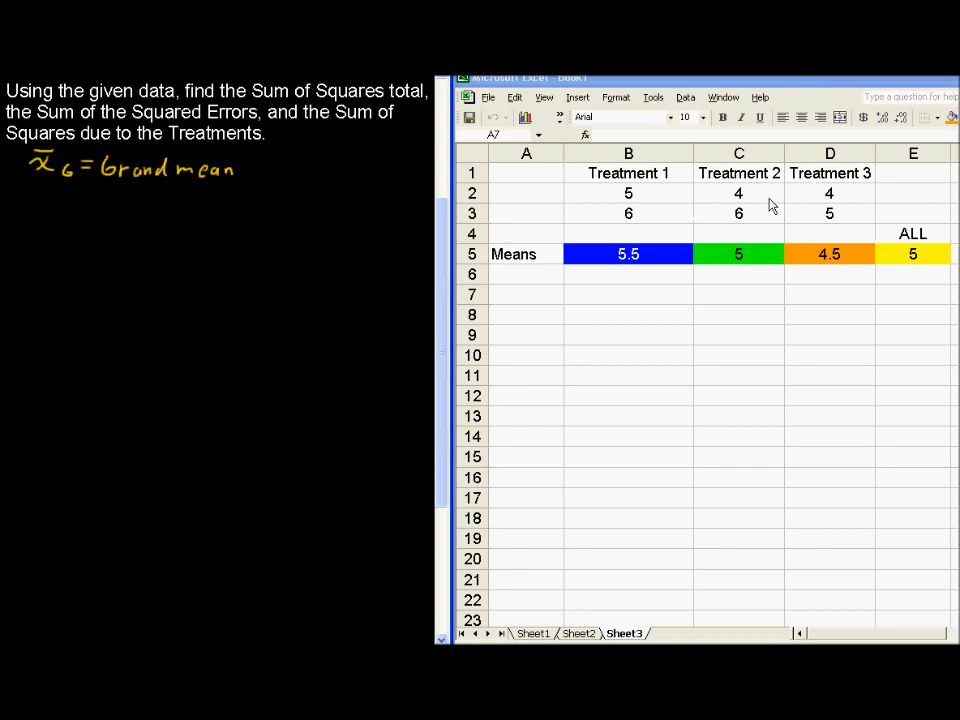 Using the given data, find the Sum of Squares total,
the Sum of the Squared Errors, and the Sum of
Squares due to the Treatments.
x̄G = Grand mean
Microsoft Excel - Book1
File Edit View Insert Format Tools Data Window Help Type a question for help
Arial 10 B I U $
A7 fx
A B C D E
1 Treatment 1 Treatment 2 Treatment 3
2 5 4 4
3 6 6 5
4 ALL
5 Means 5.5 5 4.5 5
6
7
8
9
10
11
12
13
14
15
16
17
18
19
20
21
22
23
Sheet1 Sheet2 Sheet3